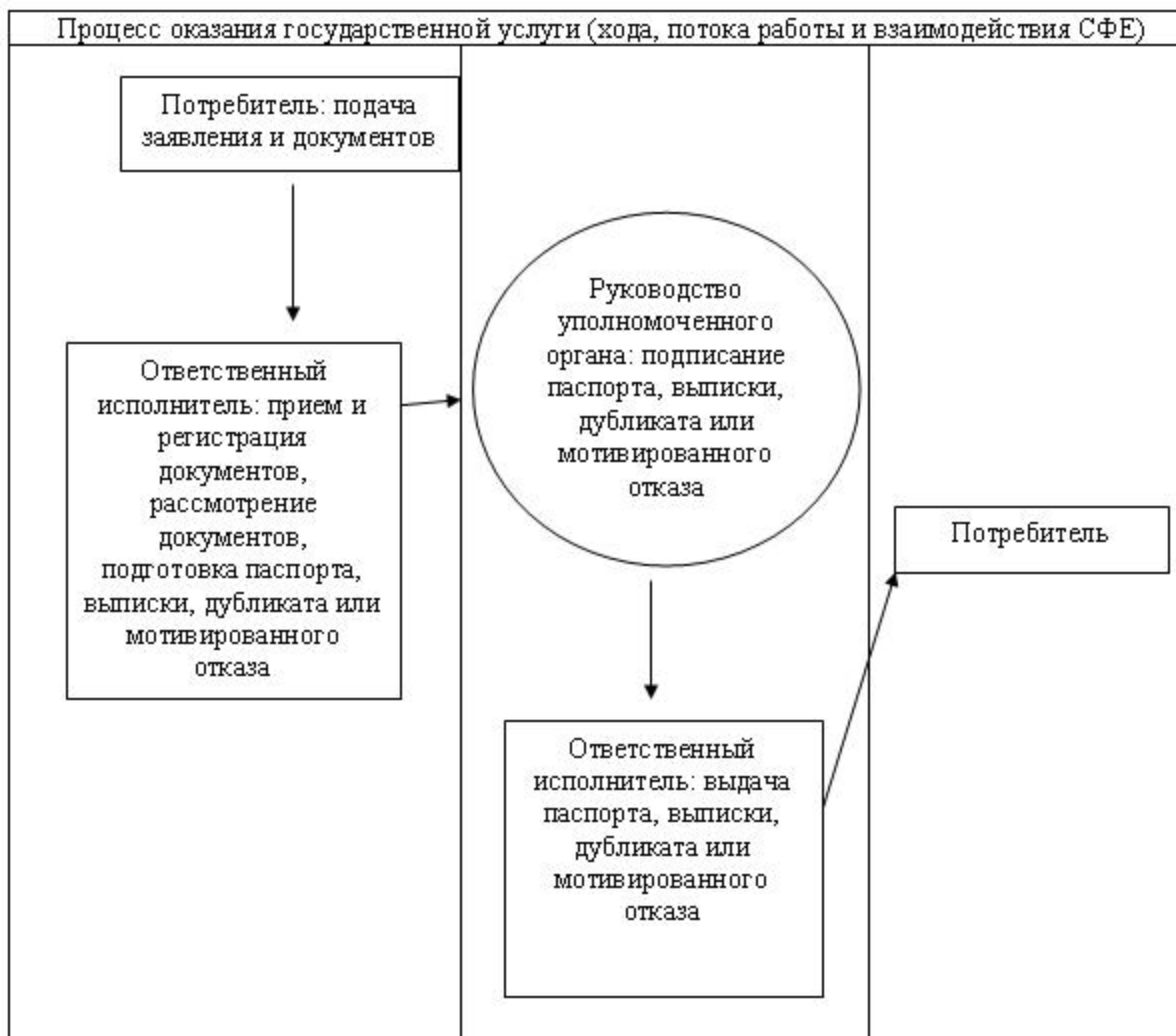 Процесс оказания государственной услуги (хода, потока работы и взаимодействия СФЕ)
Потребитель: подача
заявления и документов
Ответственный
исполнитель: прием и
регистрация
документов,
рассмотрение
документов,
подготовка паспорта,
выписки, дубликата или
мотивированного
отказа
Руководство
уполномоченного
органа: подписание
паспорта, выписки,
дубликата или
мотивированного
отказа
Ответственный
исполнитель: выдача
паспорта, выписки,
дубликата или
мотивированного
отказа
Потребитель